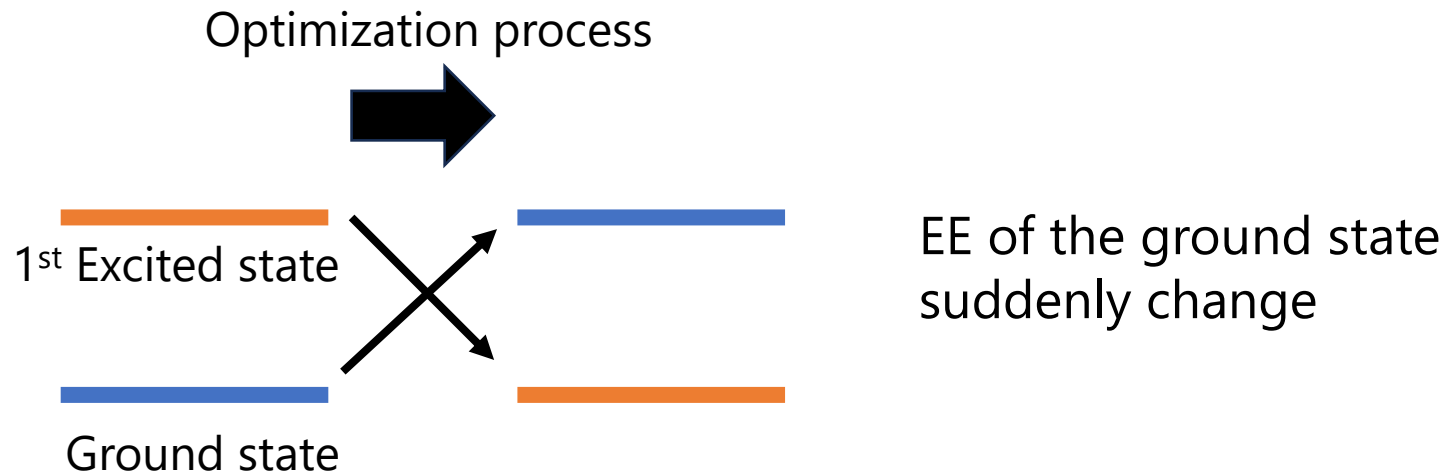 Optimization process
1st Excited state
EE of the ground state
suddenly change
Ground state